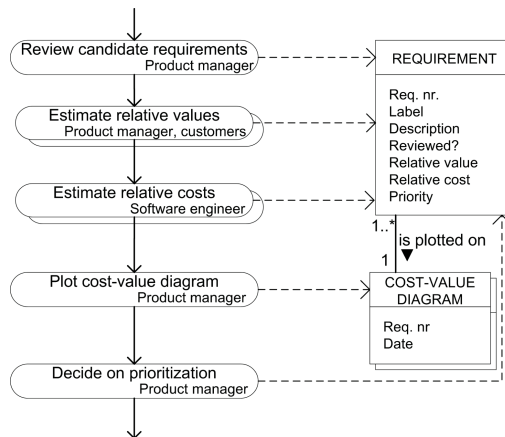 Review candidate requirements
Product manager
Estimate relative values
Product manager, customers
Estimate relative costs
Software engineer
Plot cost-value diagram
Product manager
Decide on prioritization
Product manager
REQUIREMENT
Req. nr.
Label
Description
Reviewed?
Relative value
Relative cost
Priority
1..*
is plotted on
1
COST-VALUE
DIAGRAM
Req. nr
Date